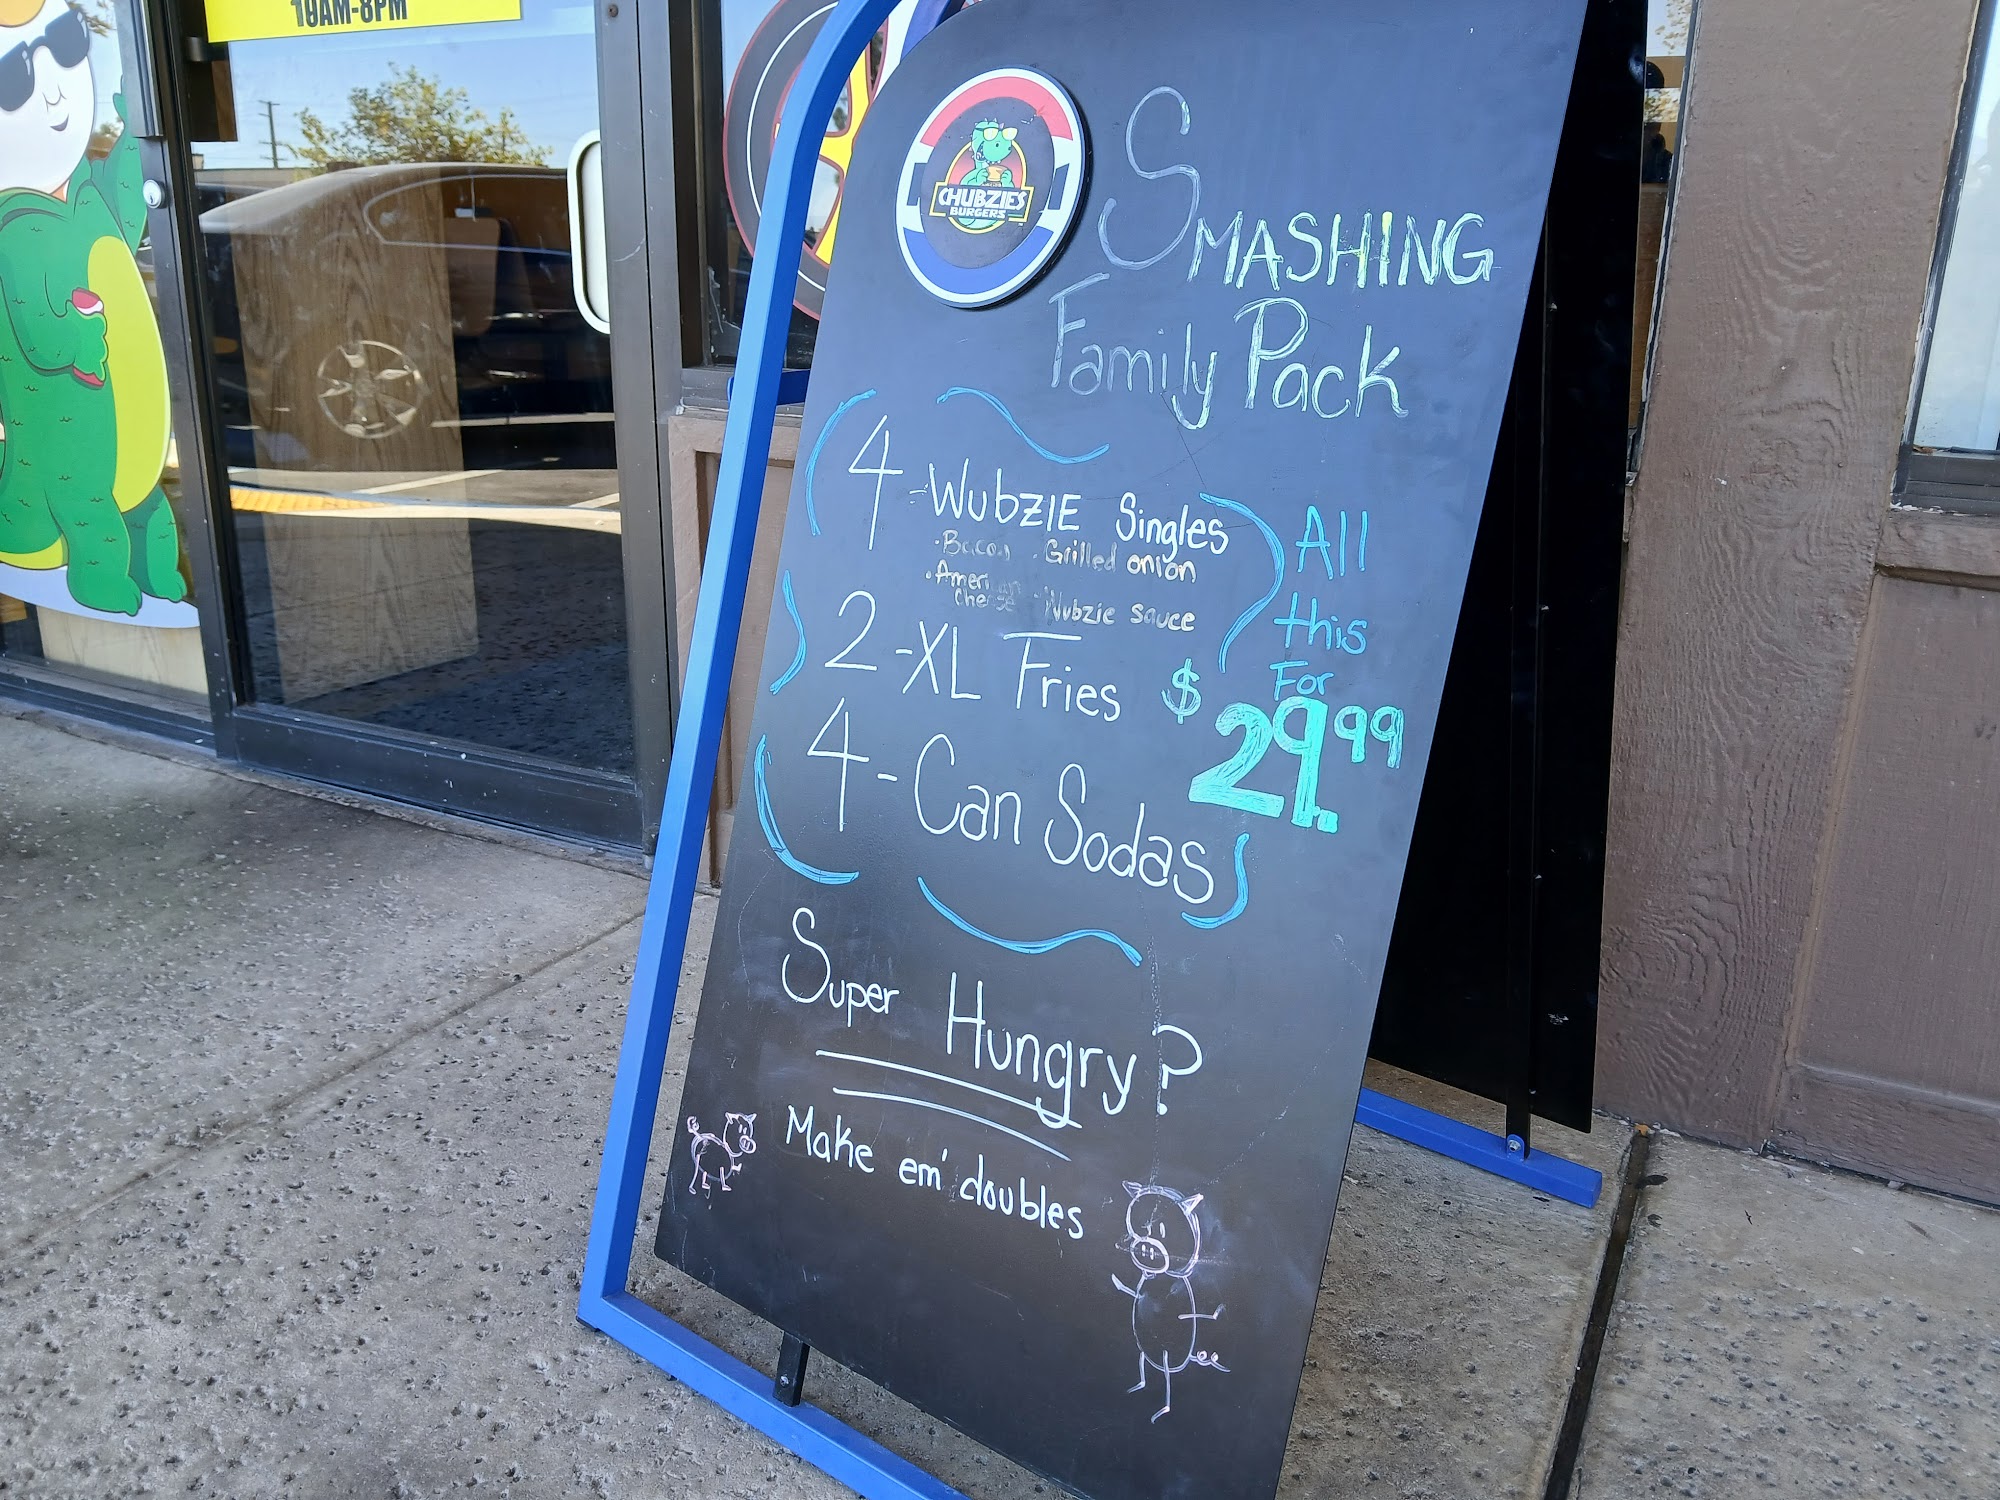 10AM-8PM
CHUBZIES
BURGERS
SMASHING
Family Pack
4-WubZIE Singles
·Bacon ·Grilled onion
·American cheese ·Wubzie sauce
2-XL Fries
4-Can Sodas
All
this
For
$29.99
Super Hungry?
Make em' doubles